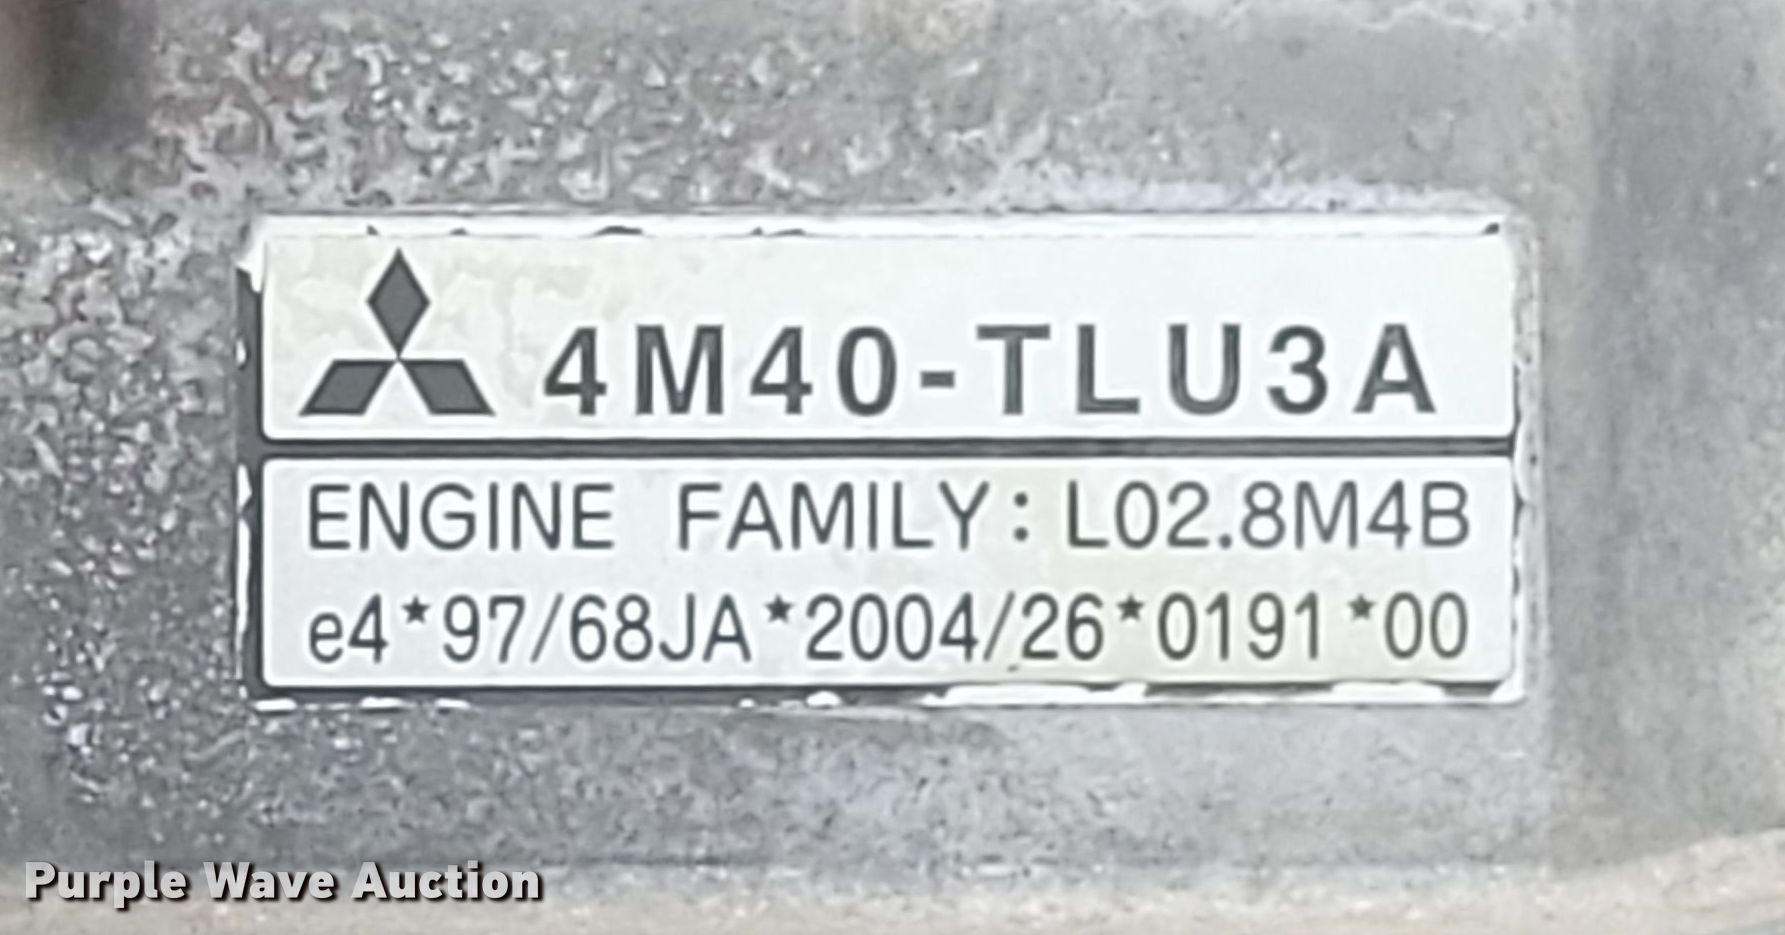 4M40-TLU3A
ENGINE FAMILY: L02.8M4B
e4*97/68JA*2004/26*0191*00
Purple Wave Auction